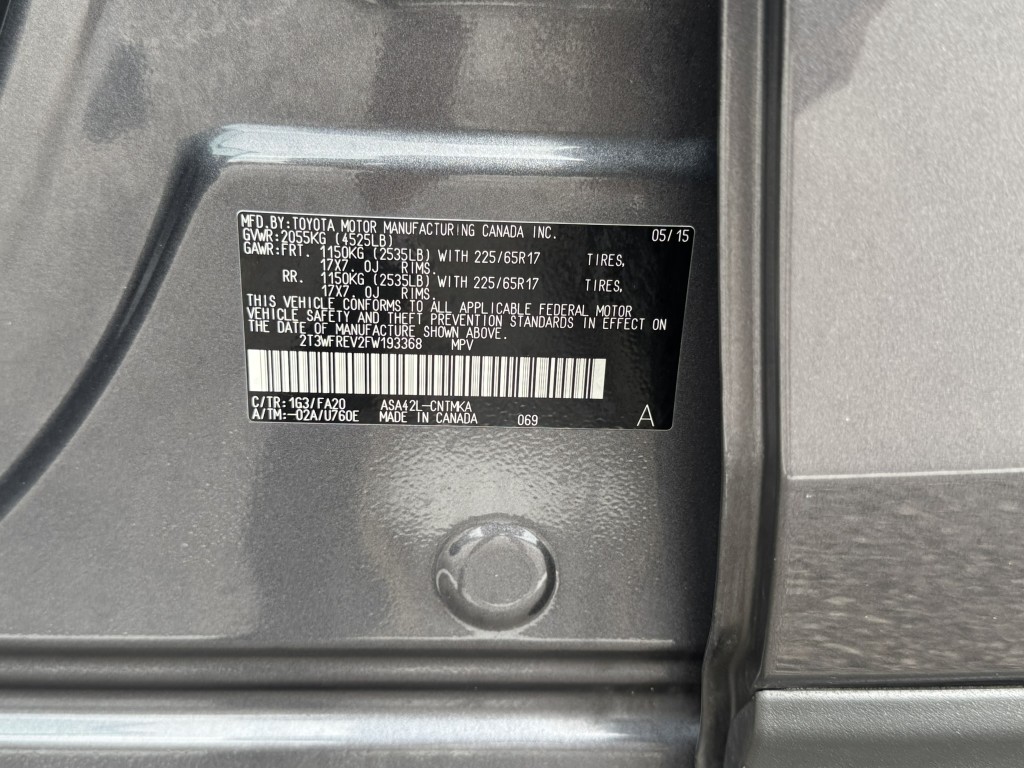 MFD.BY:TOYOTA MOTOR MANUFACTURING CANADA INC. 05/15
GVWR:2055KG (4525LB)
GAWR:FRT. 1150KG (2535LB) WITH 225/65R17 TIRES,
17X7. 0J RIMS.
RR. 1150KG (2535LB) WITH 225/65R17 TIRES,
17X7. 0J RIMS.
THIS VEHICLE CONFORMS TO ALL APPLICABLE FEDERAL MOTOR
VEHICLE SAFETY AND THEFT PREVENTION STANDARDS IN EFFECT ON
THE DATE OF MANUFACTURE SHOWN ABOVE.
2T3WFREV2FW193368 MPV
C/TR:1G3/FA20 ASA42L-CNTMKA
A/TM:-02A/U760E MADE IN CANADA 069 A